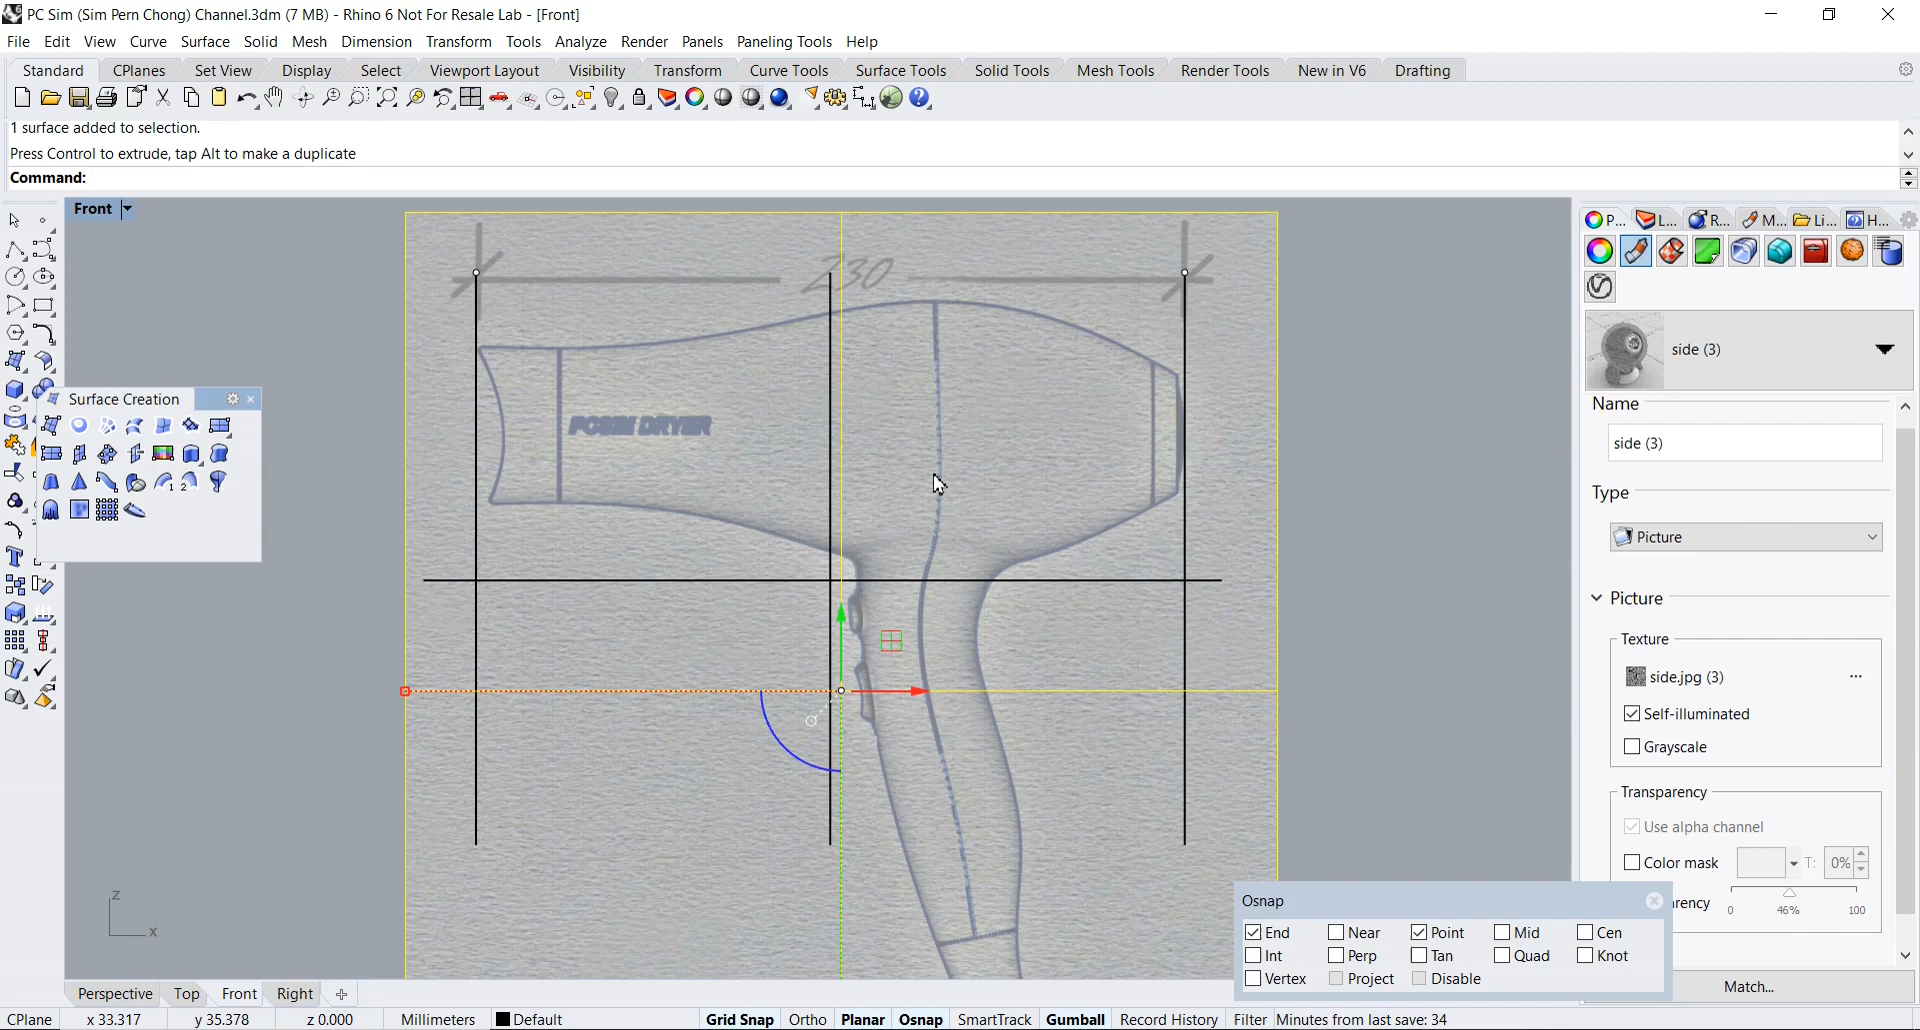 PC Sim (Sim Pern Chong) Channel.3dm (7 MB) - Rhino 6 Not For Resale Lab - [Front]
File Edit View Curve Surface Solid Mesh Dimension Transform Tools Analyze Render Panels Paneling Tools Help
Standard CPlanes Set View Display Select Viewport Layout Visibility Transform Curve Tools Surface Tools Solid Tools Mesh Tools Render Tools New in V6 Drafting
1 surface added to selection.
Press Control to extrude, tap Alt to make a duplicate
Command:
Front
P... L... R... M... Li... H...
230
side (3)
Surface Creation
Name
side (3)
DRYER
Type
Picture
Picture
Texture
side.jpg (3) ...
Self-illuminated
Grayscale
Transparency
Use alpha channel
Color mask T: 0%
rency 0 46% 100
z
x
Osnap
End Near Point Mid Cen
Int Perp Tan Quad Knot
Vertex Project Disable
Match...
Perspective Top Front Right
CPlane x 33.317 y 35.378 z 0.000 Millimeters Default Grid Snap Ortho Planar Osnap SmartTrack Gumball Record History Filter Minutes from last save: 34